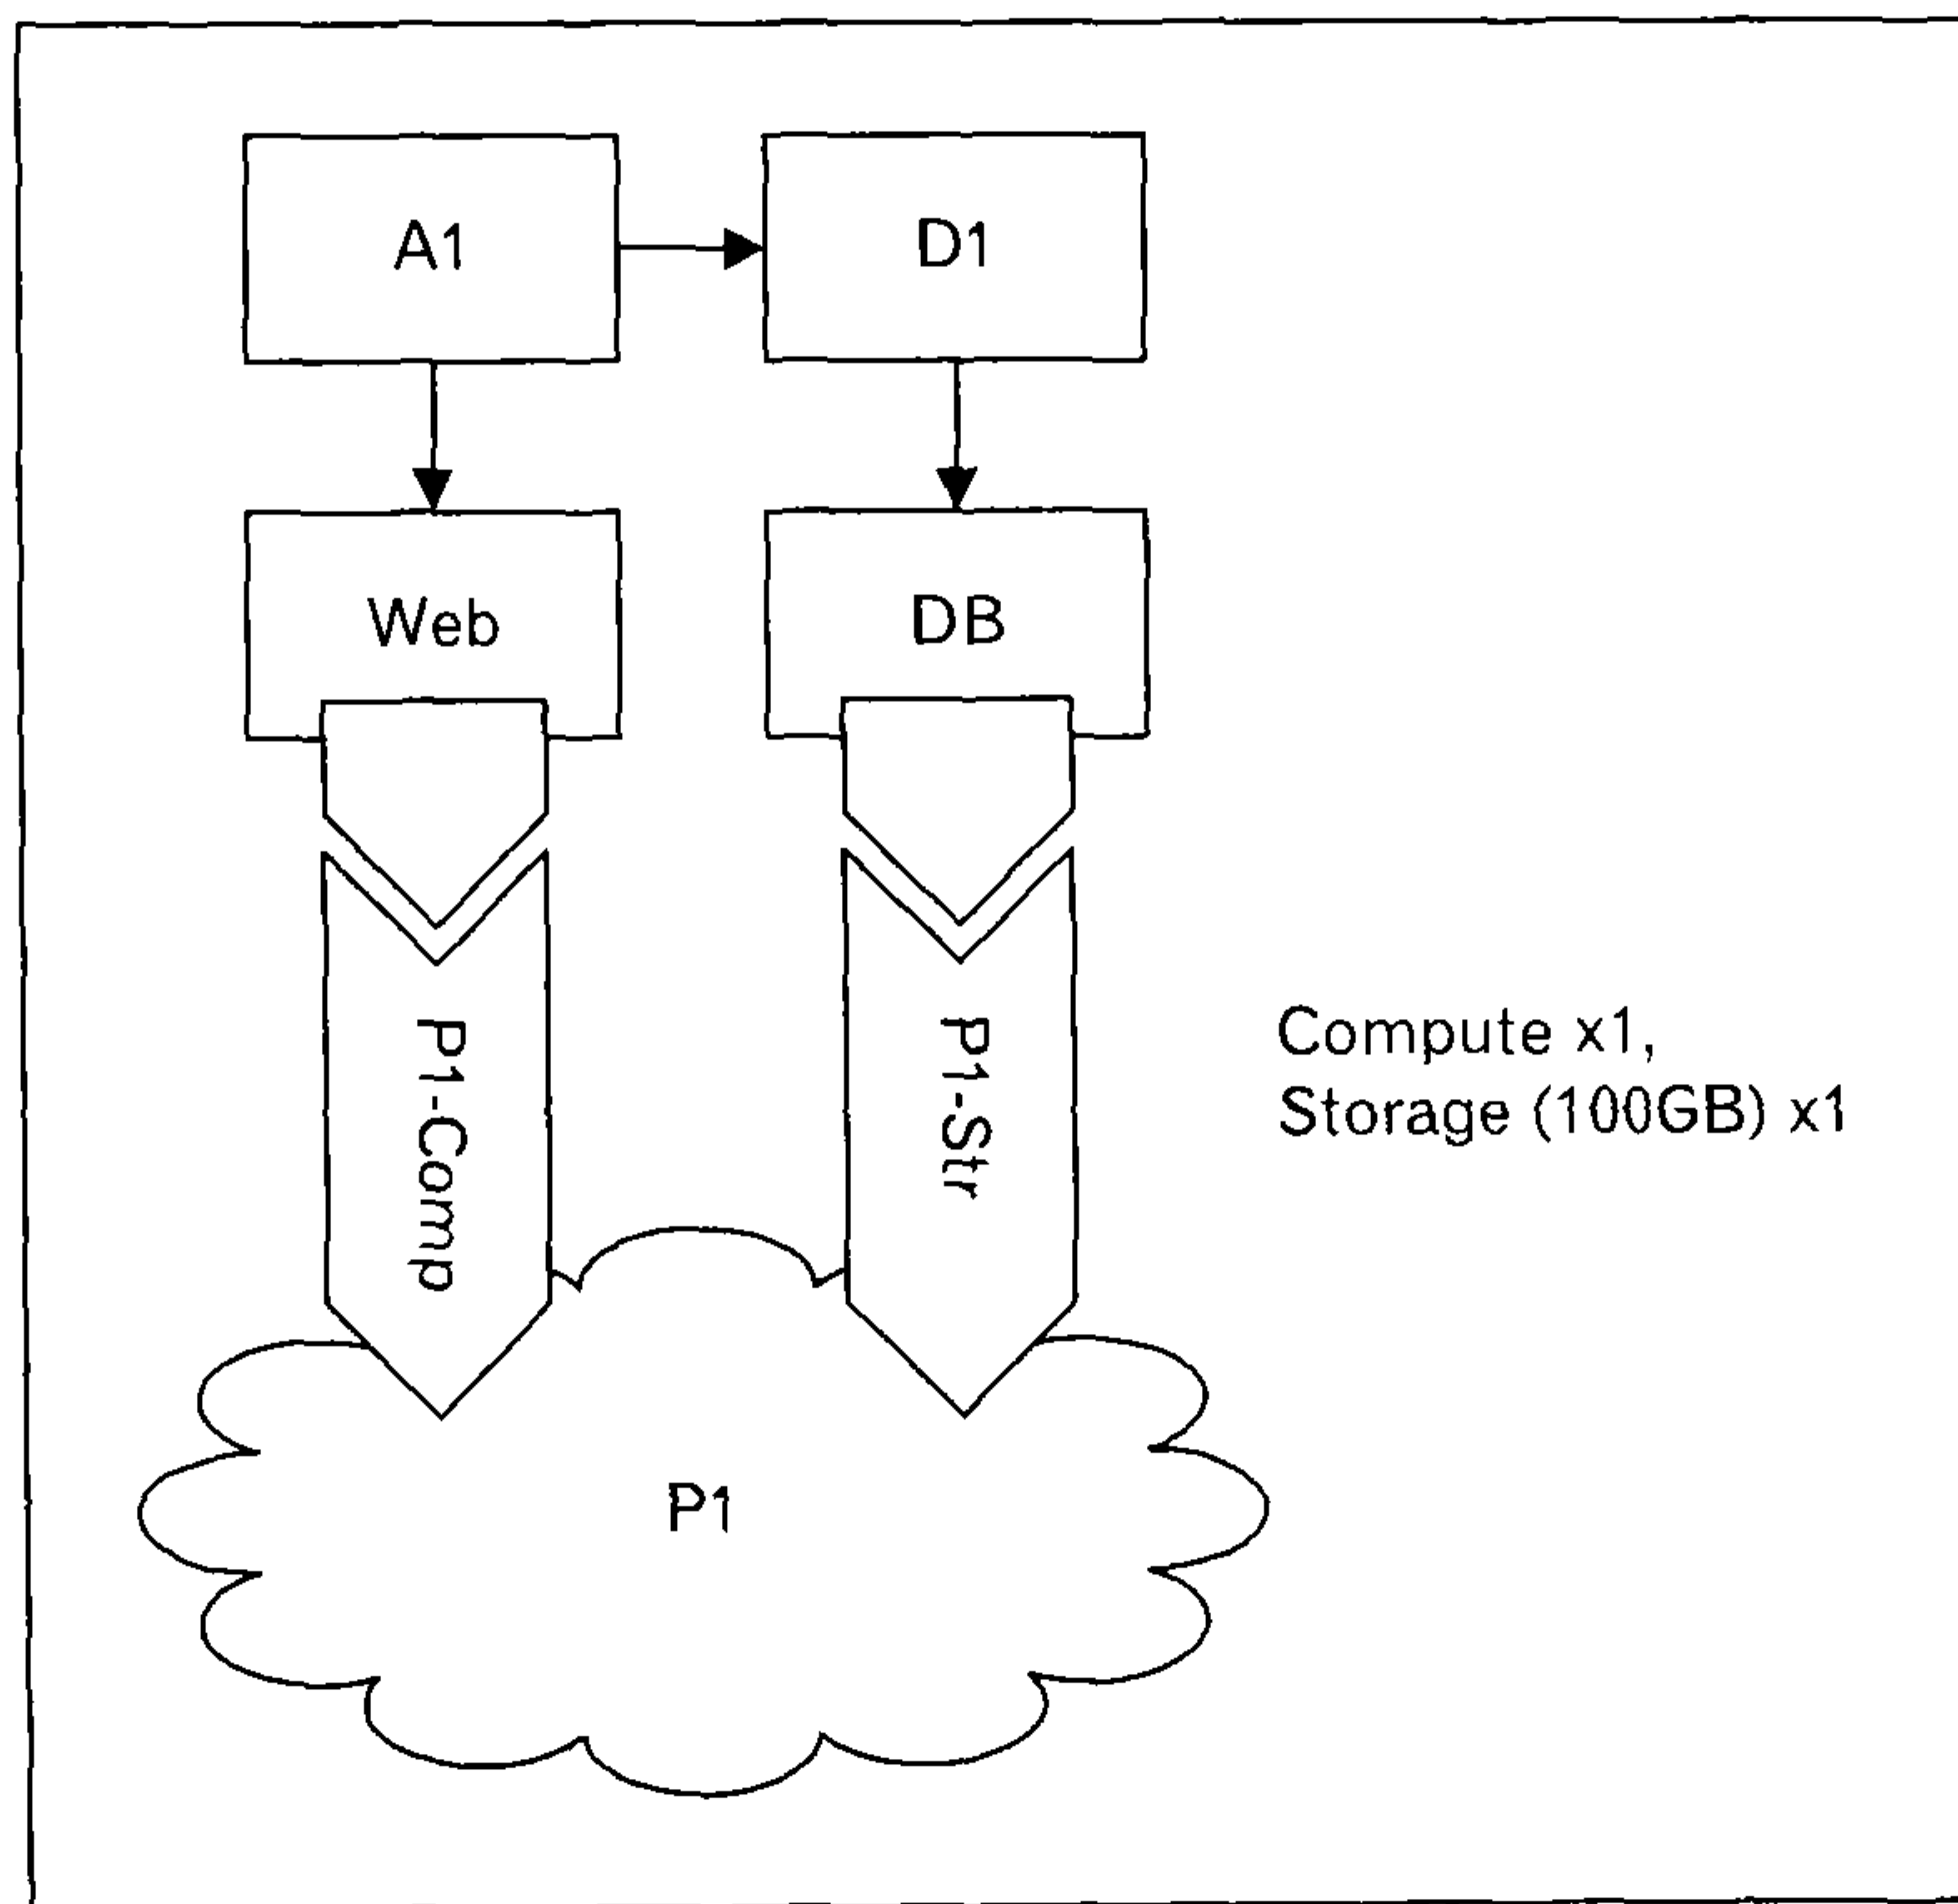 A1
D1
Web
DB
P1-Comp
P1-Str
Compute x1,
Storage (100GB) x1
P1